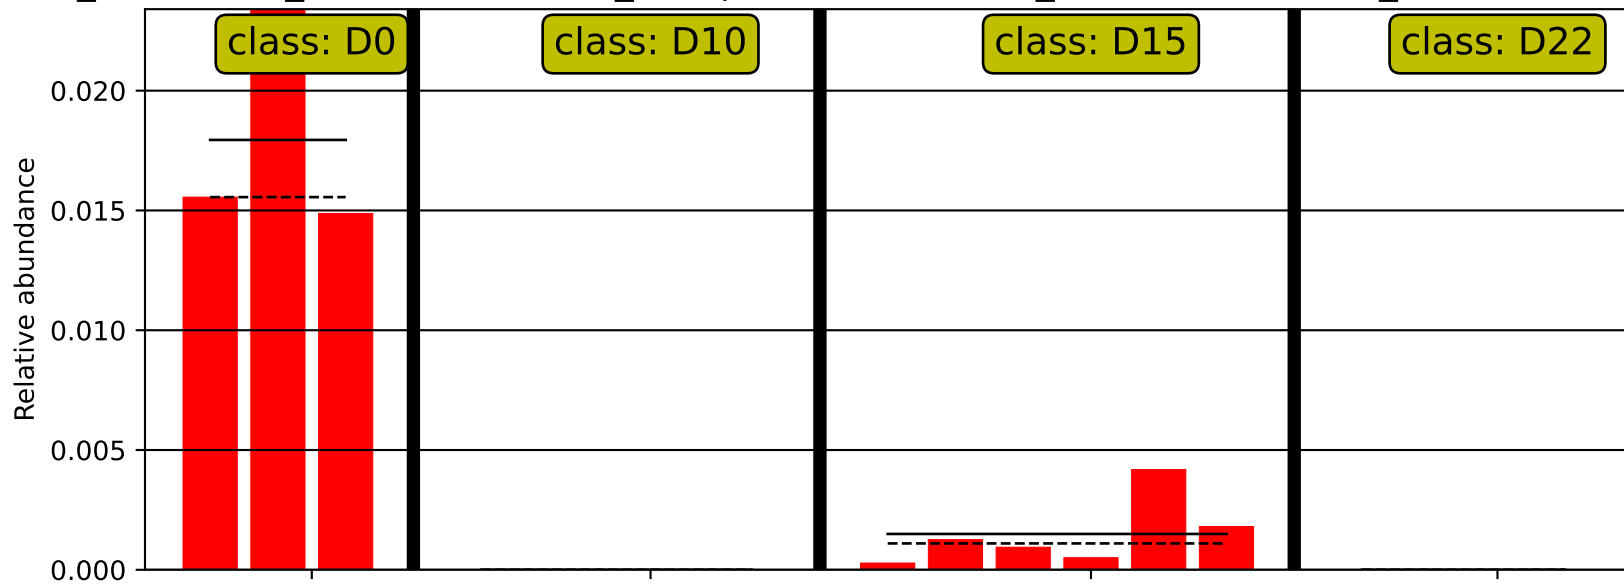 class: D0
class: D10
class: D15
class: D22
Relative abundance
0.020
0.015
0.010
0.005
0.000